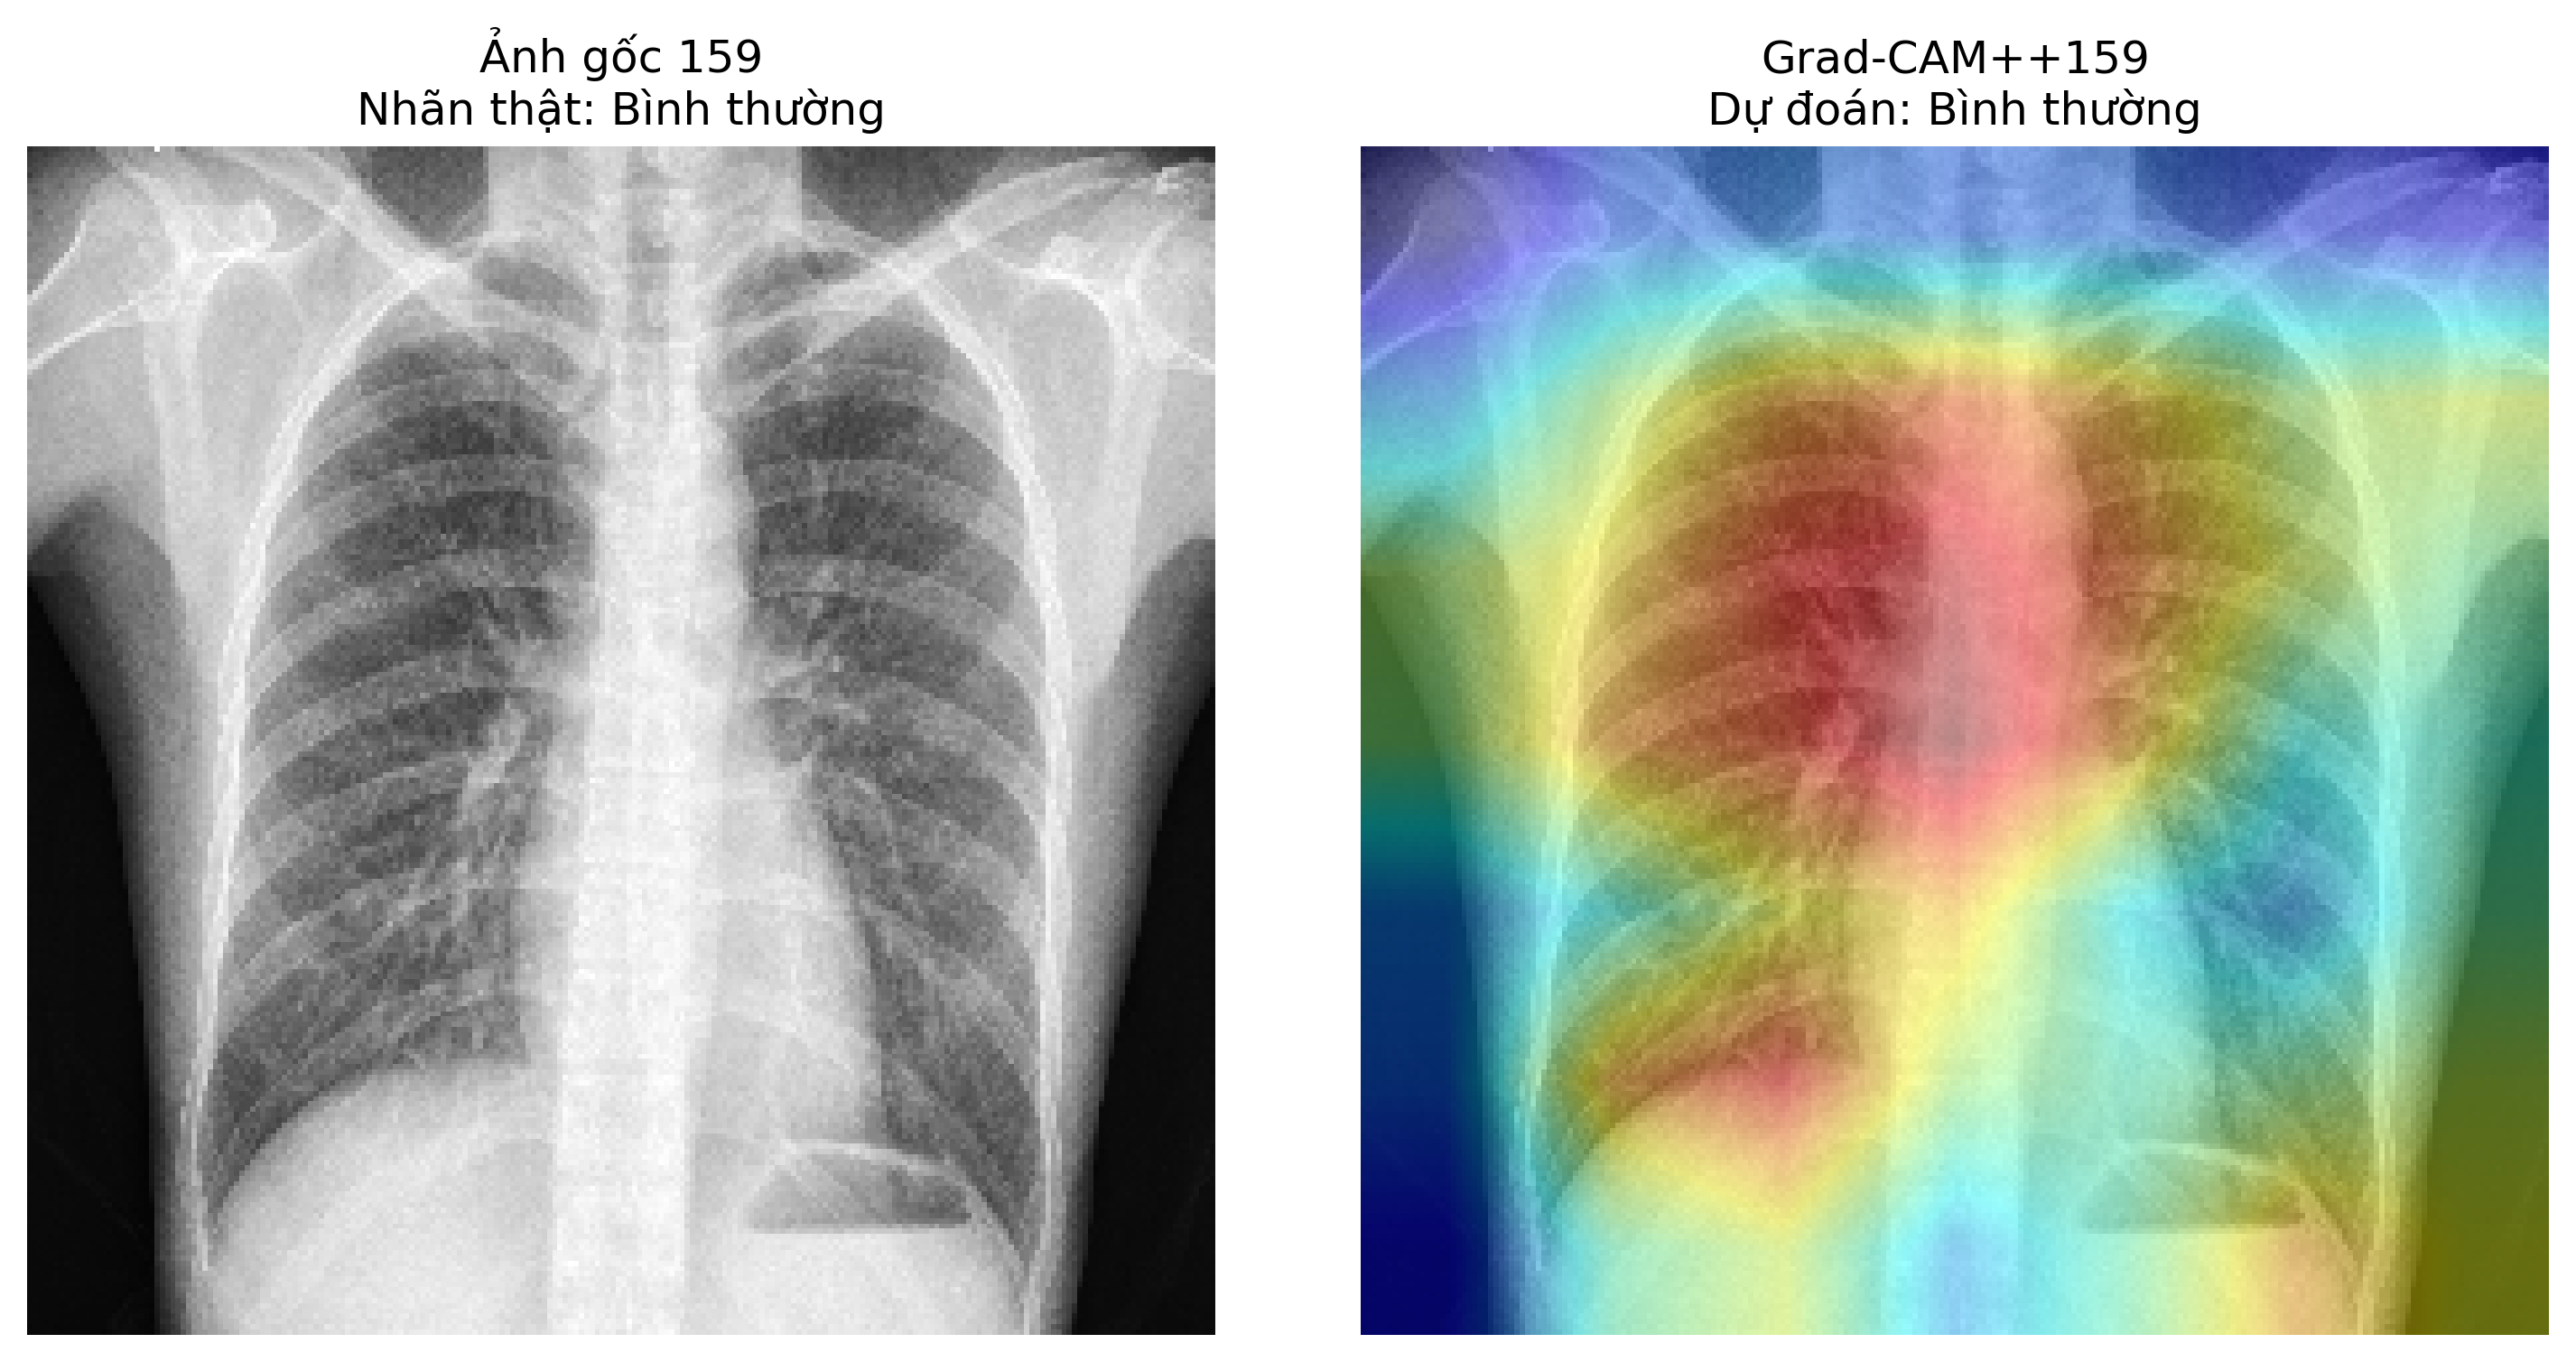 Ảnh gốc 159
Nhãn thật: Bình thường
Grad-CAM++159
Dự đoán: Bình thường